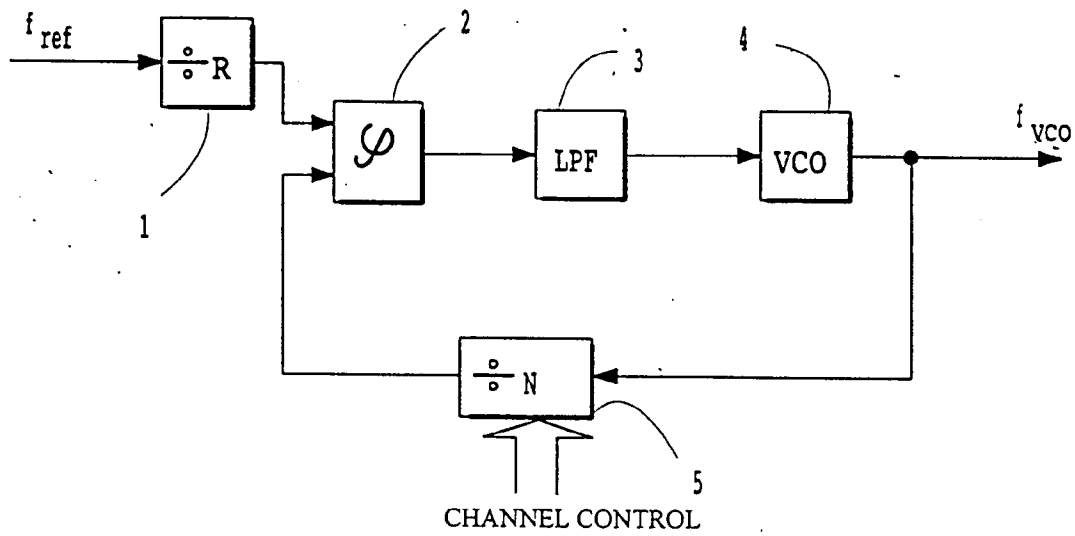 f ref
÷ R
1
2
φ
3
LPF
4
VCO
f VCO
÷ N
5
CHANNEL CONTROL